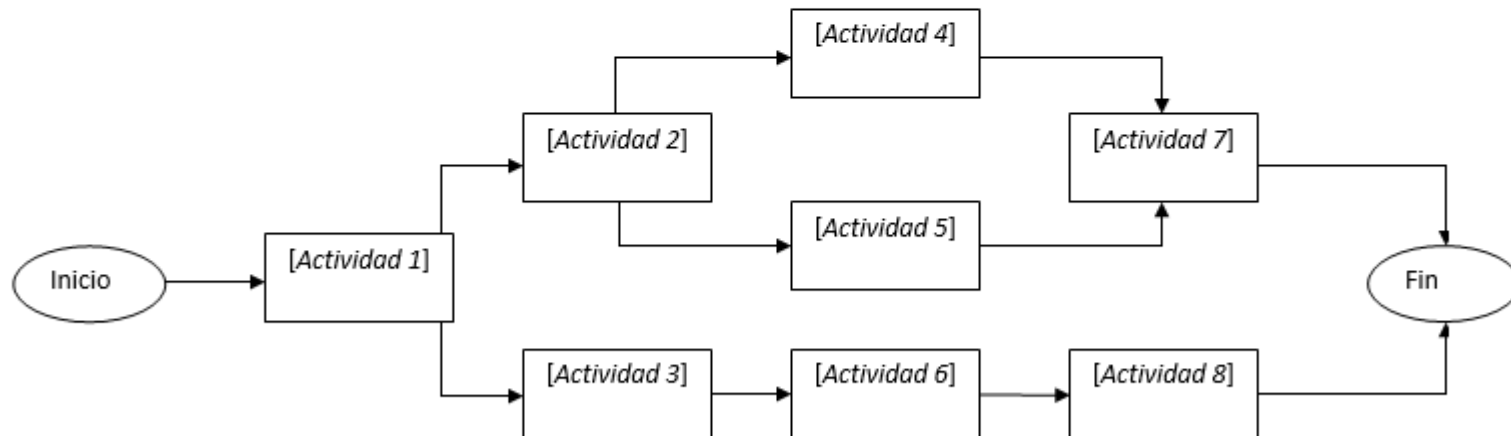 [Actividad 4]
[Actividad 2]
[Actividad 7]
[Actividad 5]
[Actividad 1]
Inicio
Fin
[Actividad 3]
[Actividad 6]
[Actividad 8]